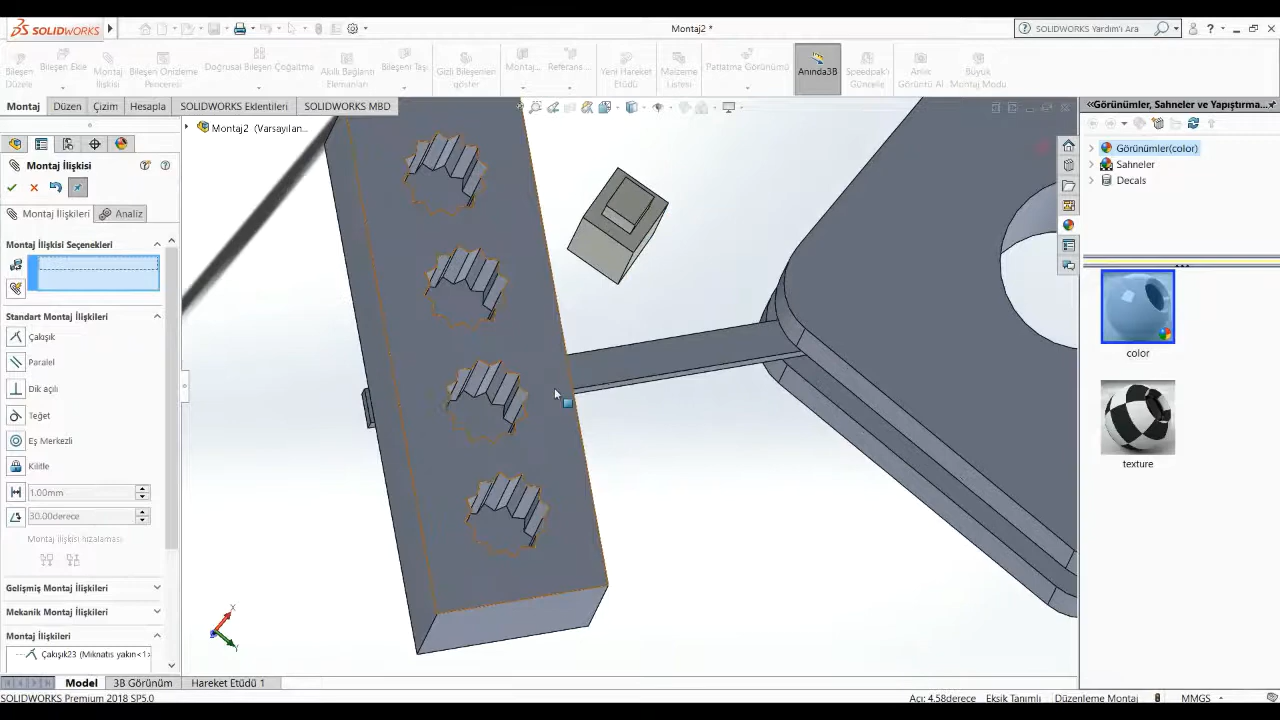 SOLIDWORKS
Montaj2 *
SOLIDWORKS Yardım'ı Ara
Bileşen Düzenle
Bileşen Ekle
Montaj İlişkisi
Bileşen Önizleme Penceresi
Doğrusal Bileşen Çoğaltma
Akıllı Bağlantı Elemanları
Bileşeni Taşı
Gizli Bileşenleri göster
Montaj...
Referans...
Yeni Hareket Etüdü
Malzeme Listesi
Patlatma Görünümü
Anında3B
Speedpak'ı Güncelle
Anlık Görüntü Al
Büyük Montaj Modu
Montaj
Düzen
Çizim
Hesapla
SOLIDWORKS Eklentileri
SOLIDWORKS MBD
Montaj2 (Varsayılan...
Montaj İlişkisi
Montaj İlişkileri
Analiz
Montaj İlişkisi Seçenekleri
Standart Montaj İlişkileri
Çakışık
Paralel
Dik açılı
Teğet
Eş Merkezli
Kilitle
1.00mm
30.00derece
Montaj ilişkisi hizalaması:
Gelişmiş Montaj İlişkileri
Mekanik Montaj İlişkileri
Montaj İlişkileri
Çakışık23 (Mıknatıs yakın<1>
«Görünümler, Sahneler ve Yapıştırma...
Görünümler(color)
Sahneler
Decals
color
texture
Model
3B Görünüm
Hareket Etüdü 1
SOLIDWORKS Premium 2018 SP5.0
Açı: 4.58derece
Eksik Tanımlı
Düzenleme Montaj
MMGS